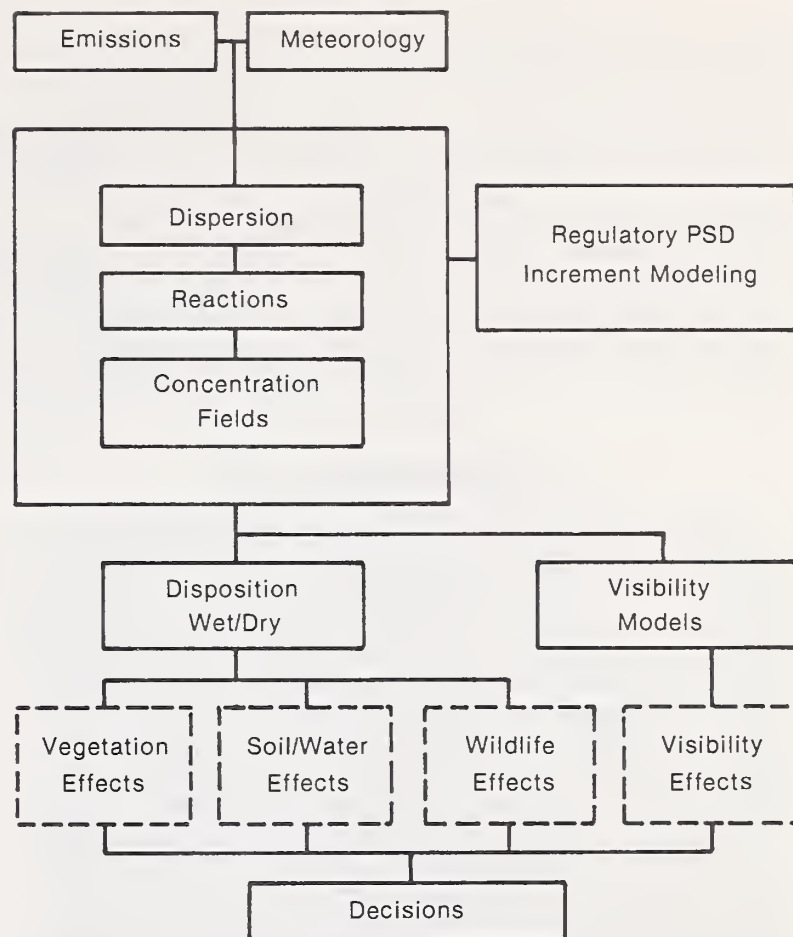 Emissions
Meteorology
Dispersion
Regulatory PSD
Increment Modeling
Reactions
Concentration
Fields
Disposition
Wet/Dry
Visibility
Models
Vegetation
Effects
Soil/Water
Effects
Wildlife
Effects
Visibility
Effects
Decisions